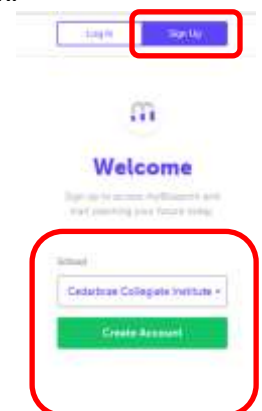 Log In
Sign Up
Welcome
Sign up to access myBlueprint and
start planning your future today.
School
Cedarbrae Collegiate Institute
Create Account